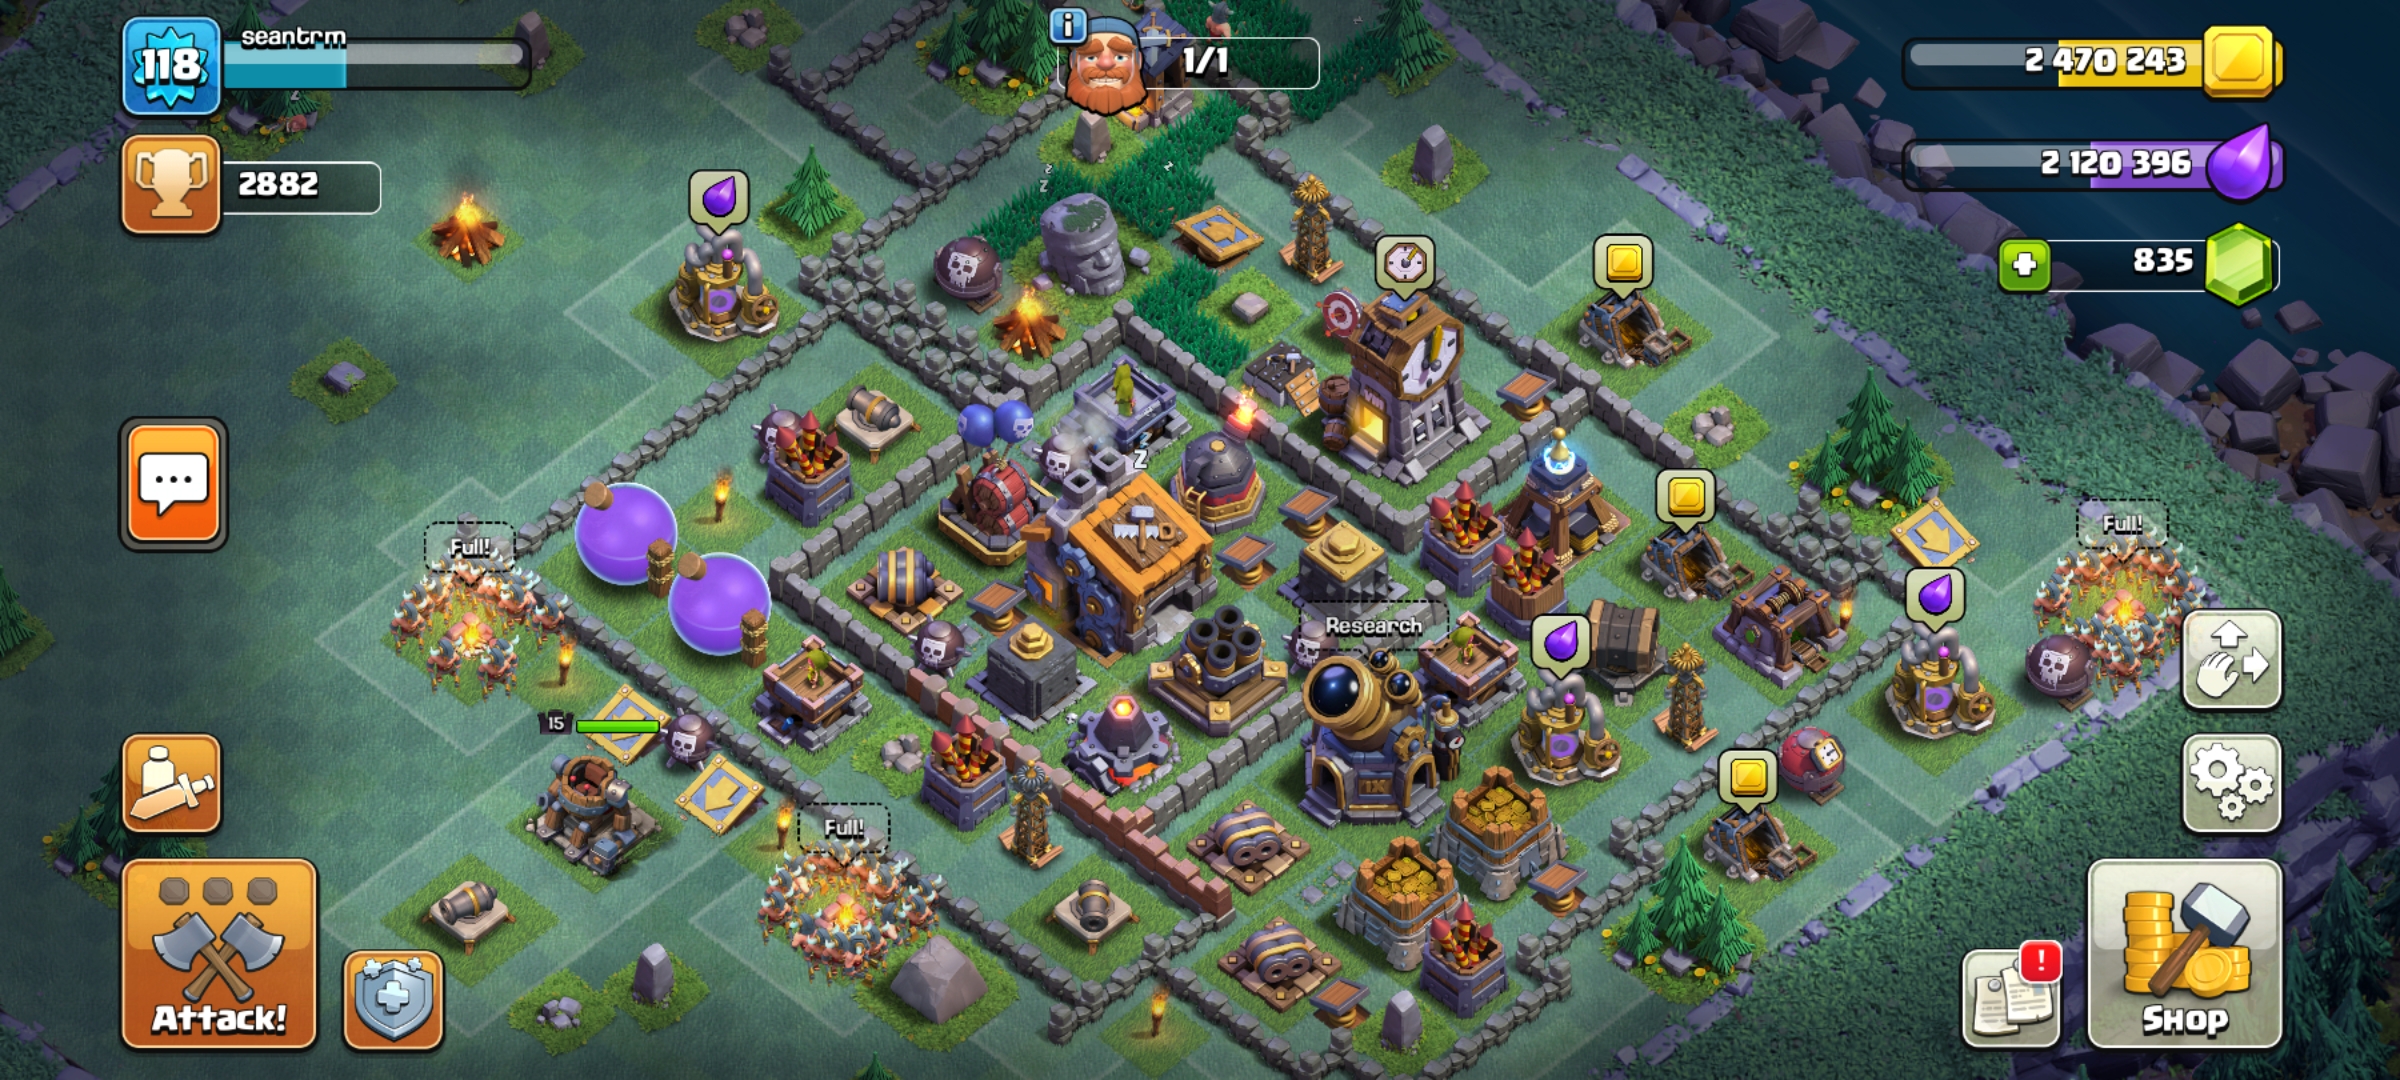 seantrm
118
1/1
2 470 243
2 120 396
2882
835
Full!
Full!
Research
15
Full!
Attack!
Shop